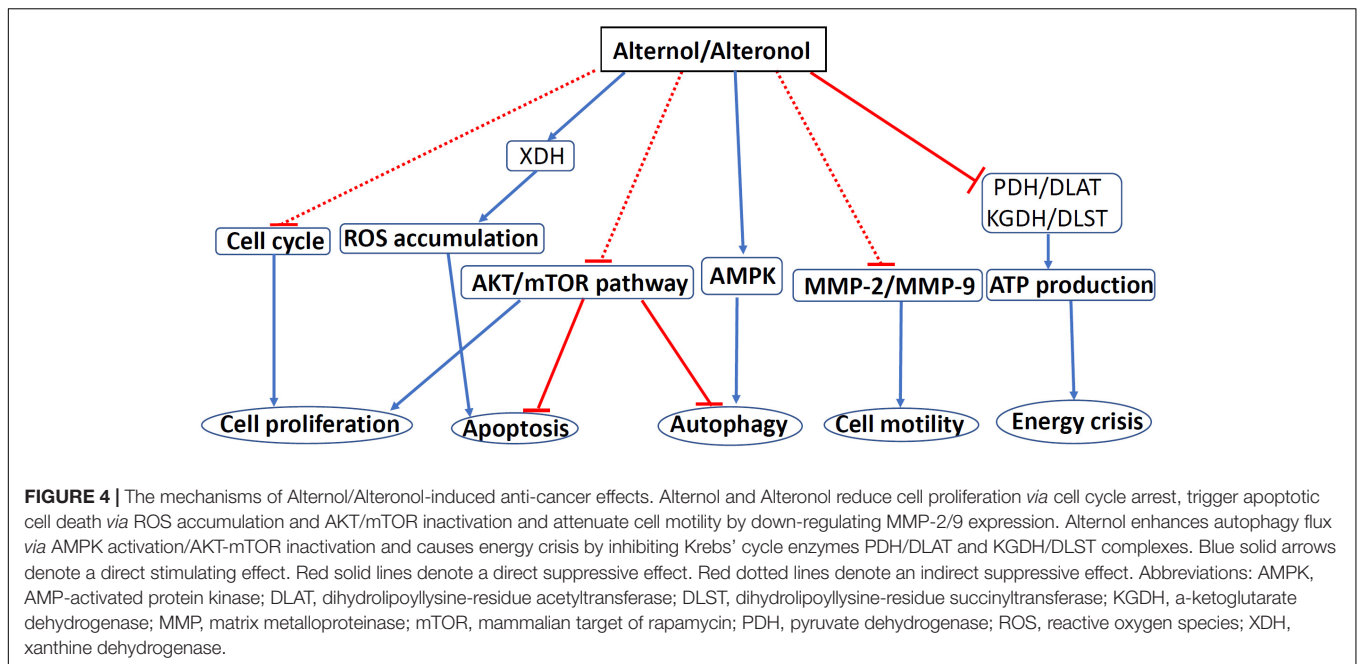 Alternol/Alteronol
XDH
PDH/DLAT
KGDH/DLST
Cell cycle
ROS accumulation
AKT/mTOR pathway
AMPK
MMP-2/MMP-9
ATP production
Cell proliferation
Apoptosis
Autophagy
Cell motility
Energy crisis
FIGURE 4 | The mechanisms of Alternol/Alteronol-induced anti-cancer effects. Alternol and Alteronol reduce cell proliferation via cell cycle arrest, trigger apoptotic
cell death via ROS accumulation and AKT/mTOR inactivation and attenuate cell motility by down-regulating MMP-2/9 expression. Alternol enhances autophagy flux
via AMPK activation/AKT-mTOR inactivation and causes energy crisis by inhibiting Krebs' cycle enzymes PDH/DLAT and KGDH/DLST complexes. Blue solid arrows
denote a direct stimulating effect. Red solid lines denote a direct suppressive effect. Red dotted lines denote an indirect suppressive effect. Abbreviations: AMPK,
AMP-activated protein kinase; DLAT, dihydrolipoyllysine-residue acetyltransferase; DLST, dihydrolipoyllysine-residue succinyltransferase; KGDH, a-ketoglutarate
dehydrogenase; MMP, matrix metalloproteinase; mTOR, mammalian target of rapamycin; PDH, pyruvate dehydrogenase; ROS, reactive oxygen species; XDH,
xanthine dehydrogenase.